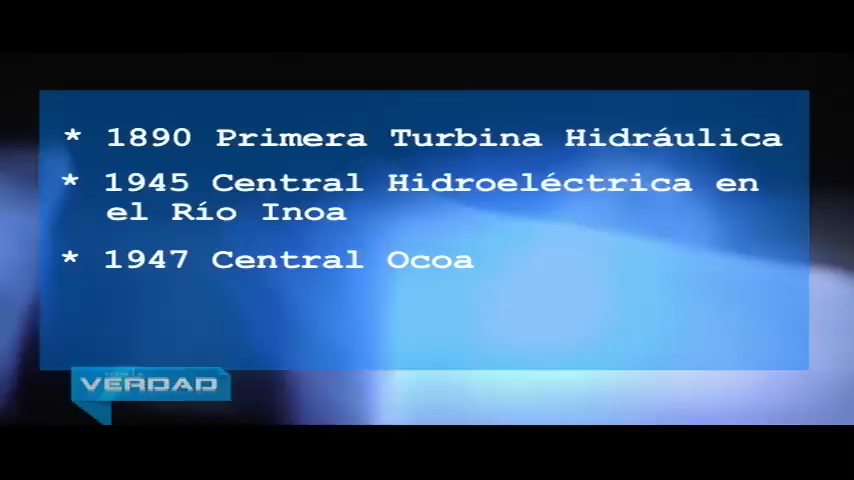 * 1890 Primera Turbina Hidráulica
* 1945 Central Hidroeléctrica en
el Río Inoa
* 1947 Central Ocoa
VERDAD